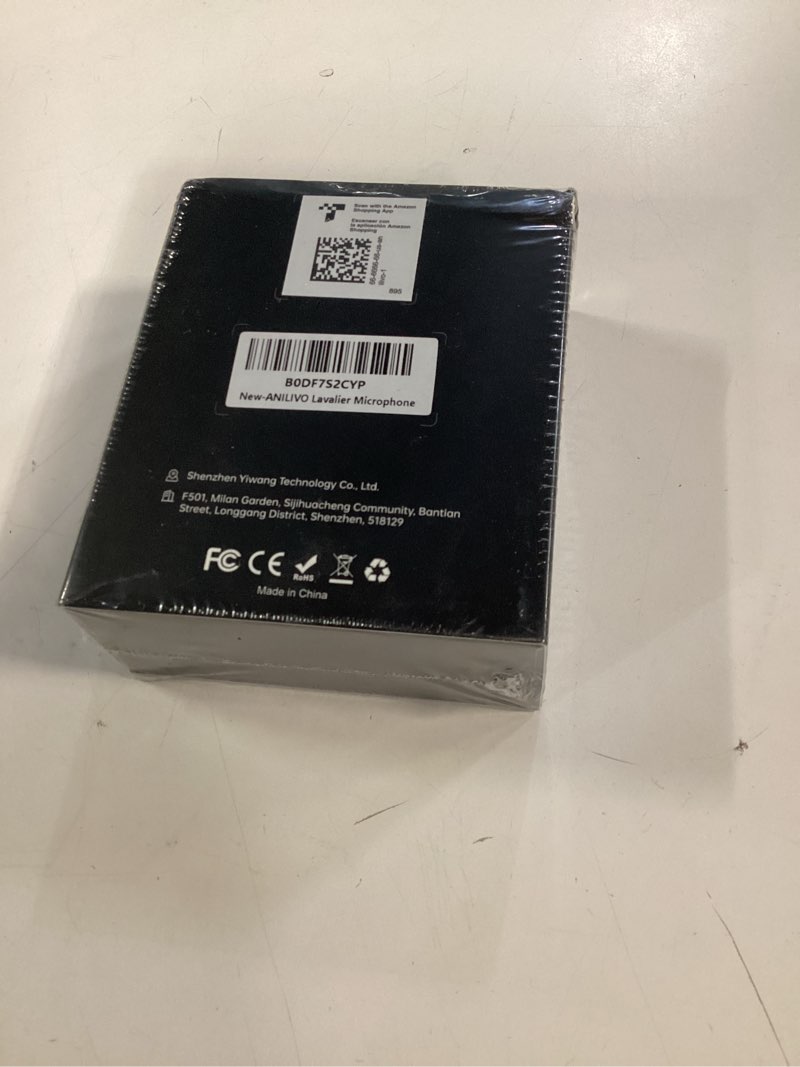 Scan with the Amazon
Shopping App
Escanear con
la aplicación Amazon
Shopping
895
B0DF7S2CYP
New-ANILIVO Lavalier Microphone
Shenzhen Yiwang Technology Co., Ltd.
F501, Milan Garden, Sijihuacheng Community, Bantian
Street, Longgang District, Shenzhen, 518129
FC CE RoHS
Made in China